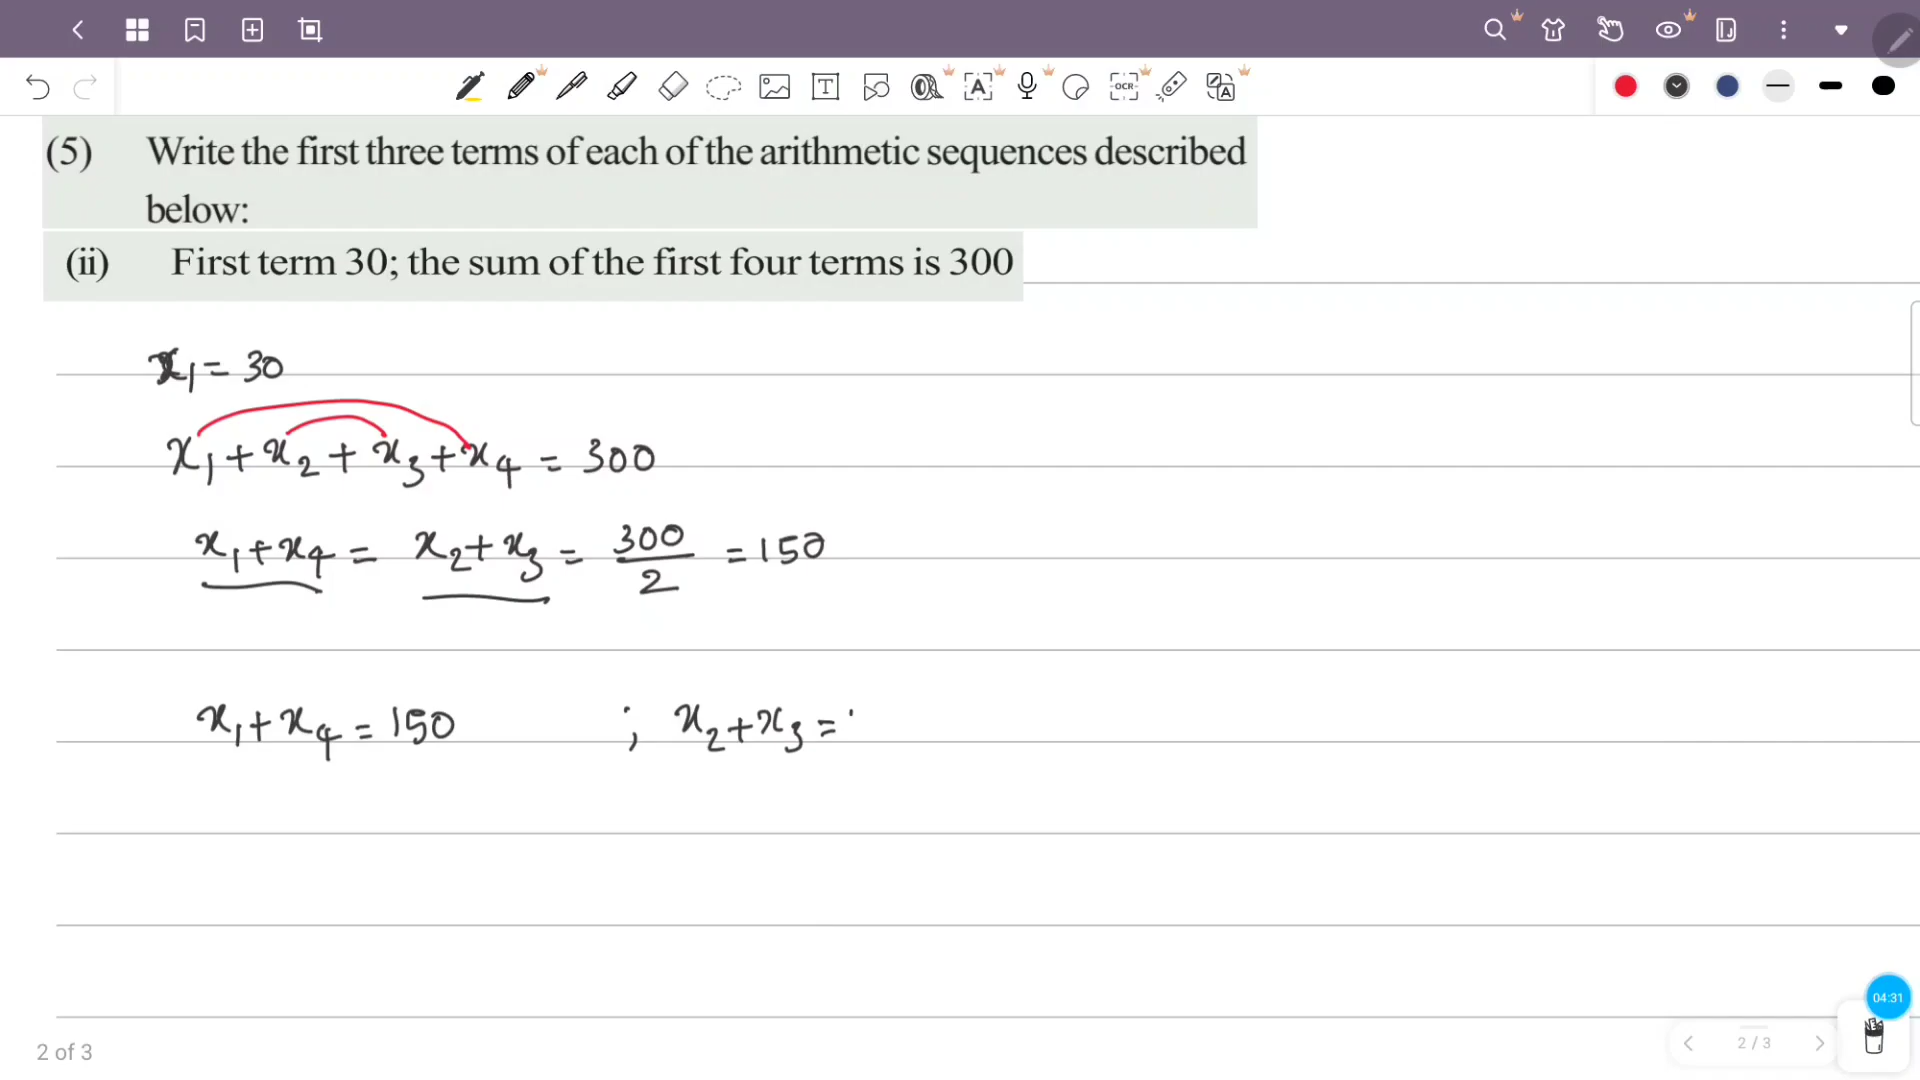 (5) Write the first three terms of each of the arithmetic sequences described
below:
(ii) First term 30; the sum of the first four terms is 300
x₁ = 30
x₁ + x₂ + x₃ + x₄ = 300
x₁ + x₄ = x₂ + x₃ = 300/2 = 150
x₁ + x₄ = 150 ; x₂ + x₃ = '
04:31
2 of 3
2 / 3
T
A
OCR
A